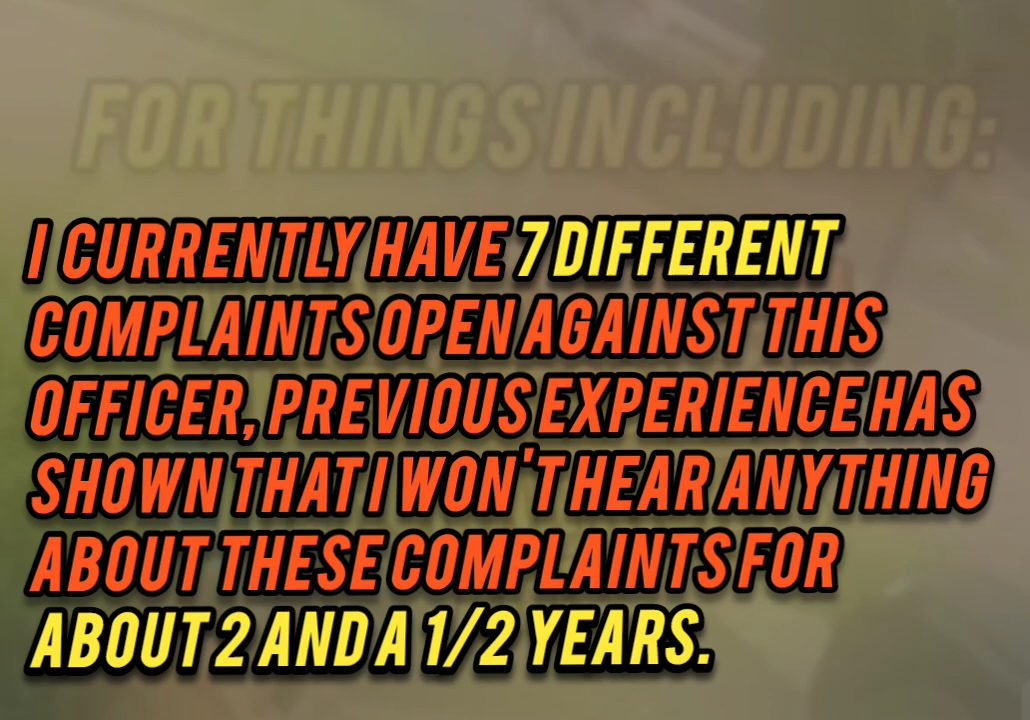 FOR THINGS INCLUDING:
I CURRENTLY HAVE 7 DIFFERENT
COMPLAINTS OPEN AGAINST THIS
OFFICER, PREVIOUS EXPERIENCE HAS
SHOWN THAT I WON'T HEAR ANYTHING
ABOUT THESE COMPLAINTS FOR
ABOUT 2 AND A 1/2 YEARS.